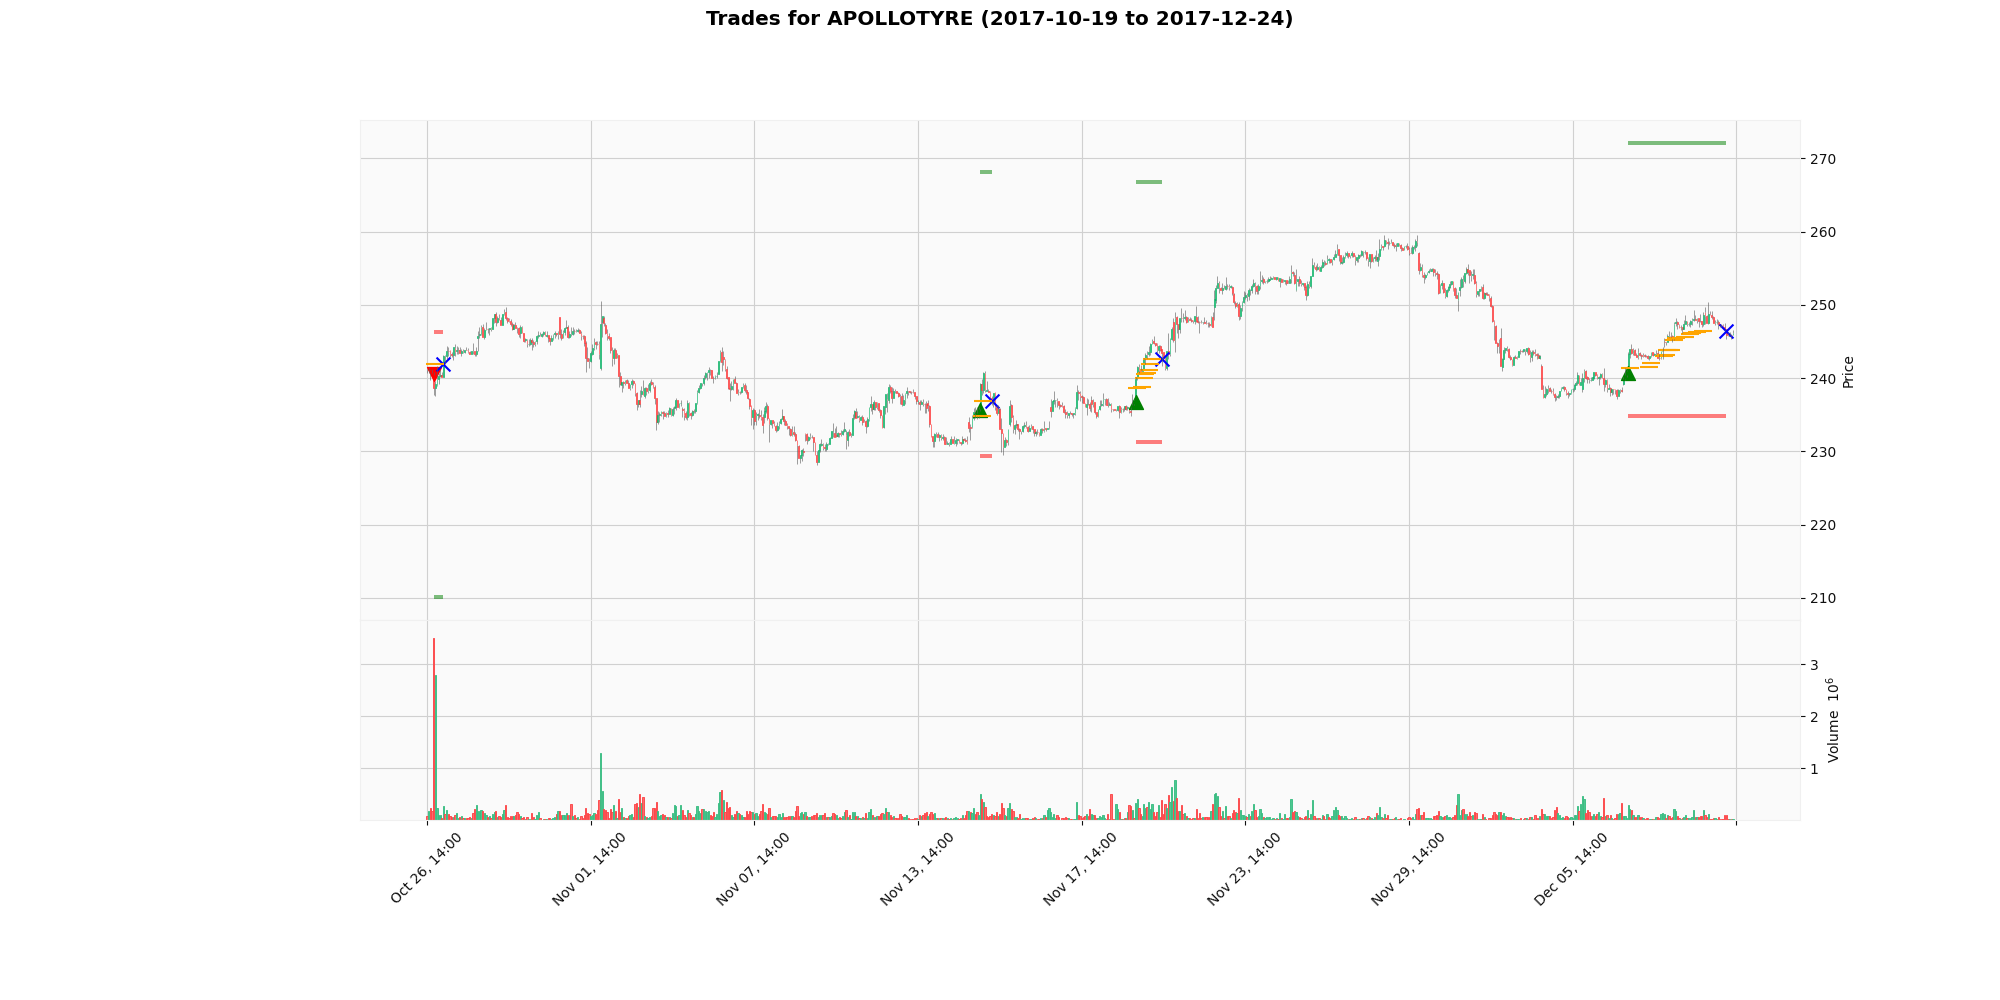 Trades for APOLLOTYRE (2017-10-19 to 2017-12-24)
270
260
250
240
230
220
210
Price
3
2
1
Volume 10⁶
Oct 26, 14:00
Nov 01, 14:00
Nov 07, 14:00
Nov 13, 14:00
Nov 17, 14:00
Nov 23, 14:00
Nov 29, 14:00
Dec 05, 14:00